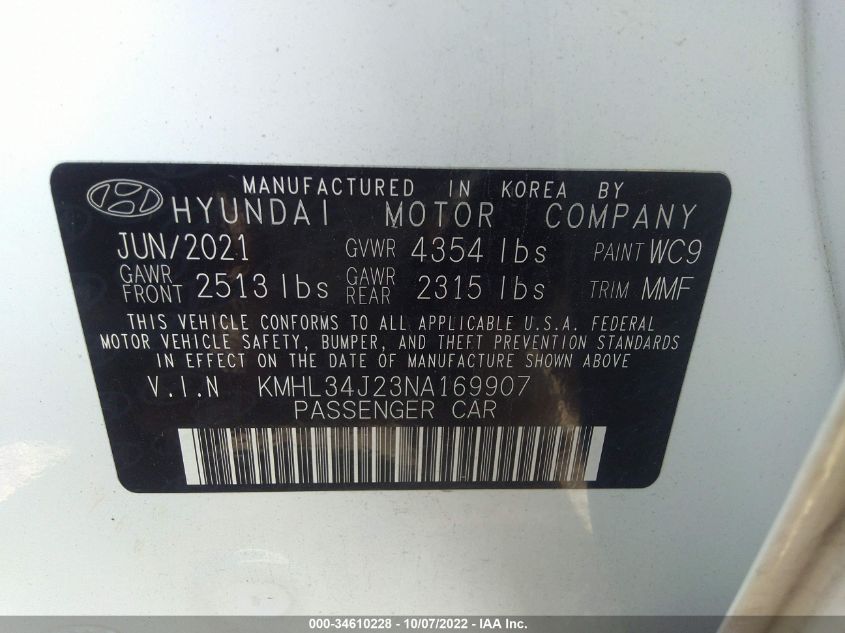 MANUFACTURED IN KOREA BY
HYUNDAI MOTOR COMPANY
JUN/2021 GVWR 4354 lbs PAINT WC9
GAWR FRONT 2513 lbs GAWR REAR 2315 lbs TRIM MMF
THIS VEHICLE CONFORMS TO ALL APPLICABLE U.S.A. FEDERAL
MOTOR VEHICLE SAFETY, BUMPER, AND THEFT PREVENTION STANDARDS
IN EFFECT ON THE DATE OF MANUFACTURE SHOWN ABOVE
V.I.N KMHL34J23NA169907
PASSENGER CAR
000-34610228 - 10/07/2022 - IAA Inc.